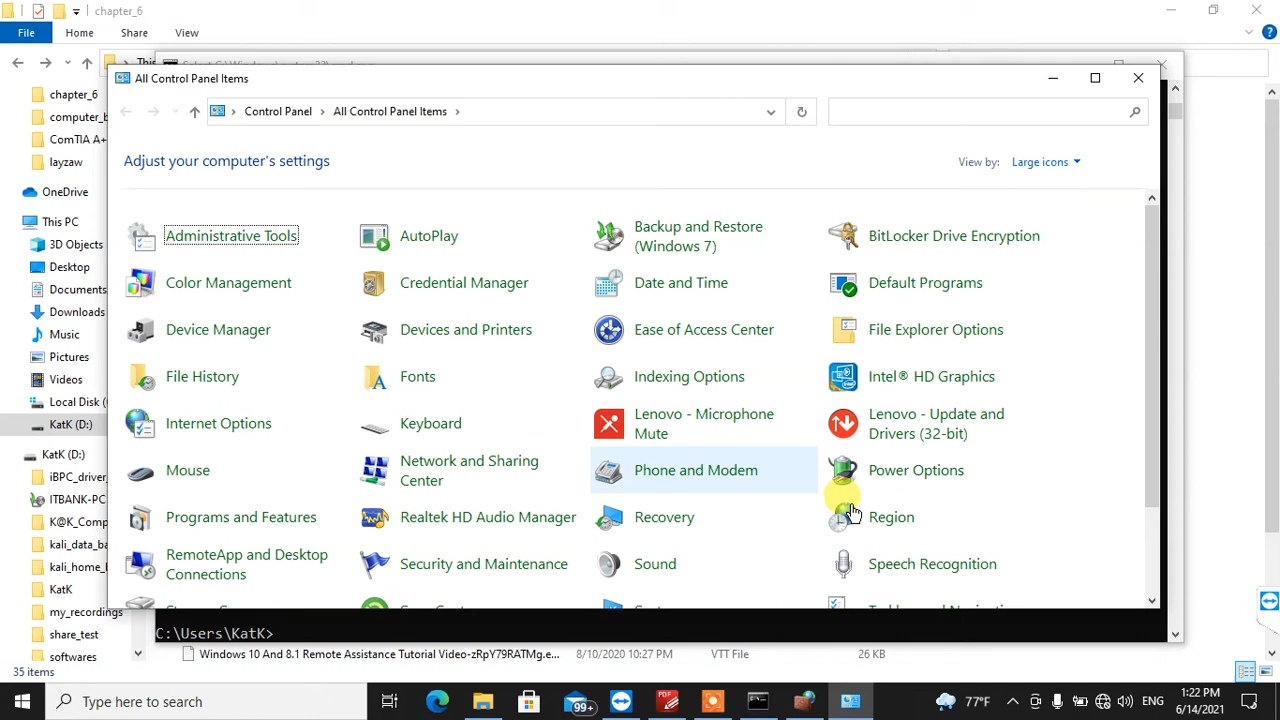 chapter_6
File Home Share View
This
All Control Panel Items
Control Panel All Control Panel Items
Adjust your computer's settings
View by: Large icons
Administrative Tools
AutoPlay
Backup and Restore
(Windows 7)
BitLocker Drive Encryption
Color Management
Credential Manager
Date and Time
Default Programs
Device Manager
Devices and Printers
Ease of Access Center
File Explorer Options
File History
Fonts
Indexing Options
Intel® HD Graphics
Internet Options
Keyboard
Lenovo - Microphone
Mute
Lenovo - Update and
Drivers (32-bit)
Mouse
Network and Sharing
Center
Phone and Modem
Power Options
Programs and Features
Realtek HD Audio Manager
Recovery
Region
RemoteApp and Desktop
Connections
Security and Maintenance
Sound
Speech Recognition
chapter_6
computer_b
ComTIA A+
layzaw
OneDrive
This PC
3D Objects
Desktop
Documents
Downloads
Music
Pictures
Videos
Local Disk (
KatK (D:)
KatK (D:)
iBPC_driver
ITBANK-PC
K@K_Comp
kali_data_ba
kali_home_l
KatK
my_recordings
share_test
softwares
C:\Users\KatK>
Windows 10 And 8.1 Remote Assistance Tutorial Video-zRpY79RATMg.e... 8/10/2020 10:27 PM VTT File 26 KB
35 items
Type here to search
99+
77°F
ENG
1:22 PM
6/14/2021